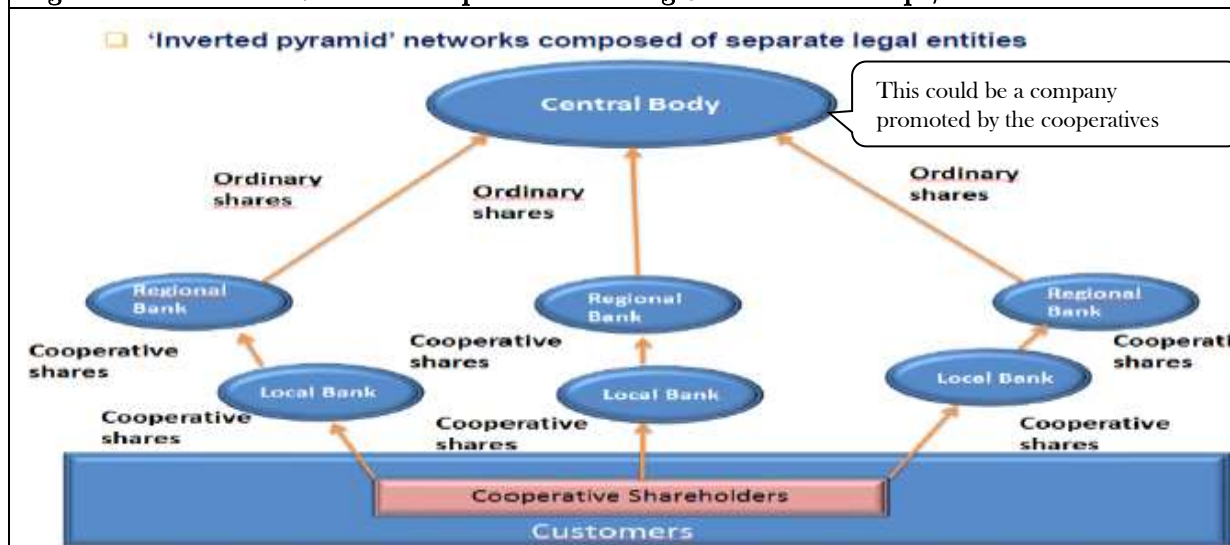 'Inverted pyramid' networks composed of separate legal entities
Central Body
This could be a company
promoted by the cooperatives
Ordinary
shares
Ordinary
shares
Ordinary
shares
Regional
Bank
Regional
Bank
Regional
Bank
Cooperative
shares
Cooperative
shares
Cooperati
shares
Local Bank
Local Bank
Local Bank
Cooperative
shares
Cooperative
shares
Cooperative
shares
Cooperative Shareholders
Customers